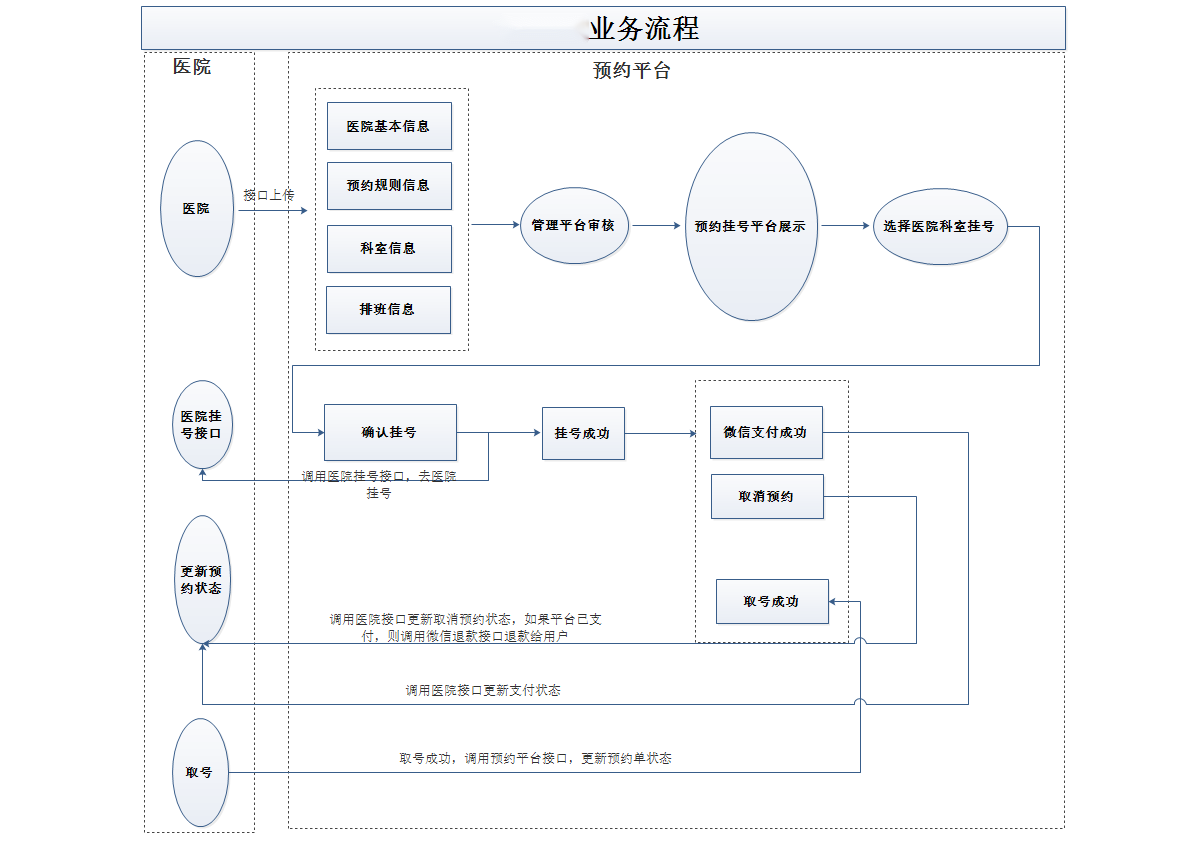 业务流程
医院
预约平台
医院基本信息
预约规则信息
科室信息
排班信息
医院
接口上传
管理平台审核
预约挂号平台展示
选择医院科室挂号
医院挂
号接口
确认挂号
挂号成功
微信支付成功
取消预约
取号成功
调用医院挂号接口，去医院
挂号
更新预
约状态
调用医院接口更新取消预约状态，如果平台已支
付，则调用微信退款接口退款给用户
调用医院接口更新支付状态
取号
取号成功，调用预约平台接口，更新预约单状态